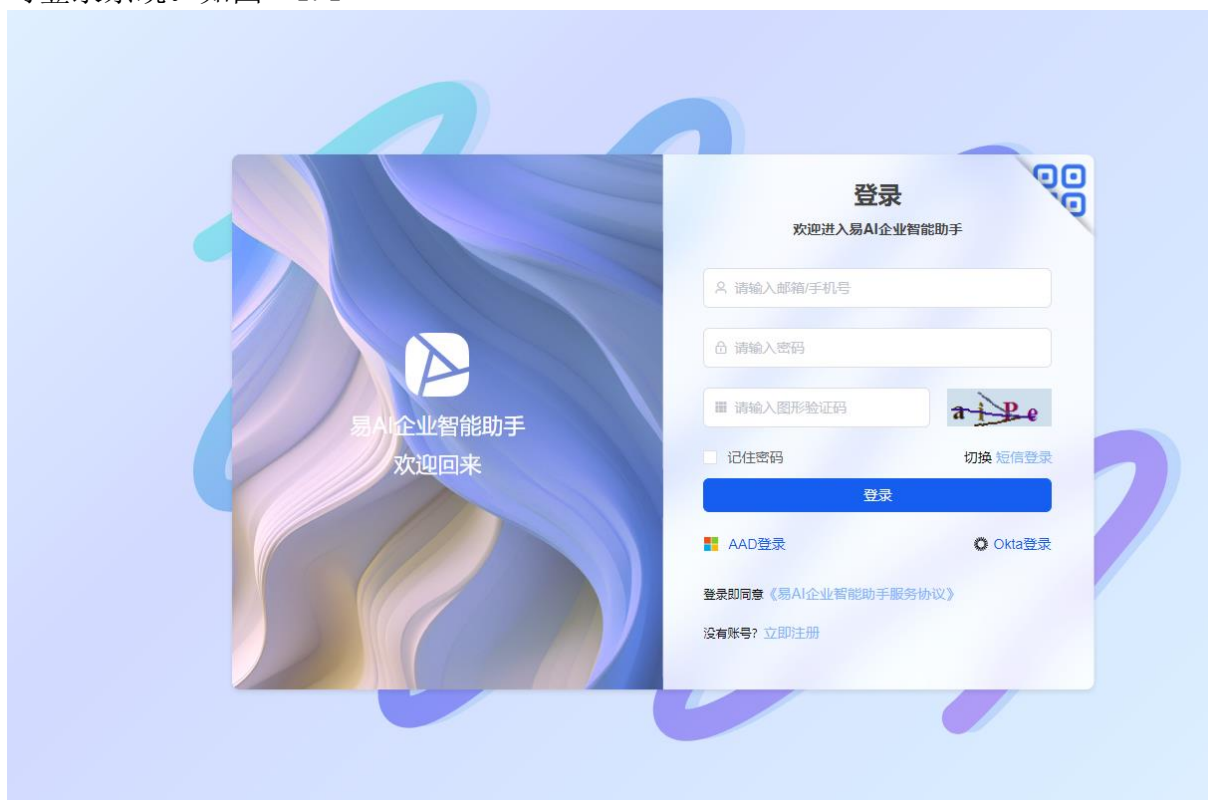 登录
欢迎进入易AI企业智能助手
请输入邮箱/手机号
请输入密码
请输入图形验证码
aiPe
易AI企业智能助手
欢迎回来
记住密码
切换 短信登录
登录
AAD登录
Okta登录
登录即同意《易AI企业智能助手服务协议》
没有账号? 立即注册